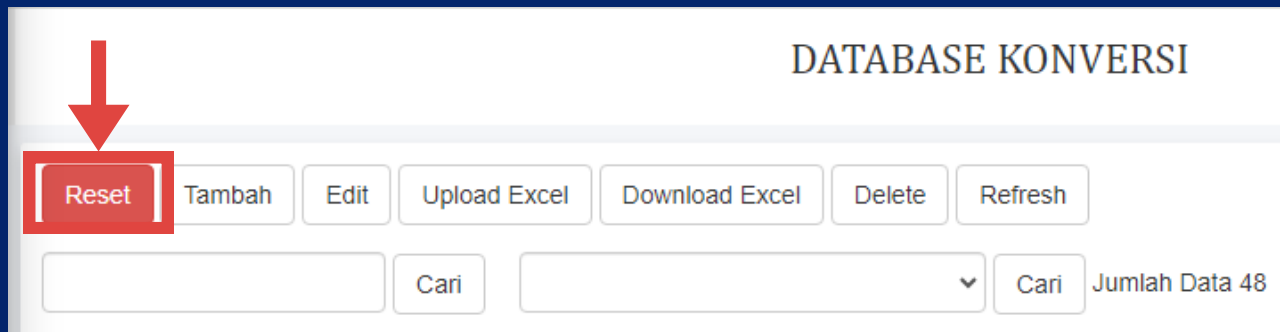 DATABASE KONVERSI
Reset Tambah Edit Upload Excel Download Excel Delete Refresh
Cari Cari Jumlah Data 48